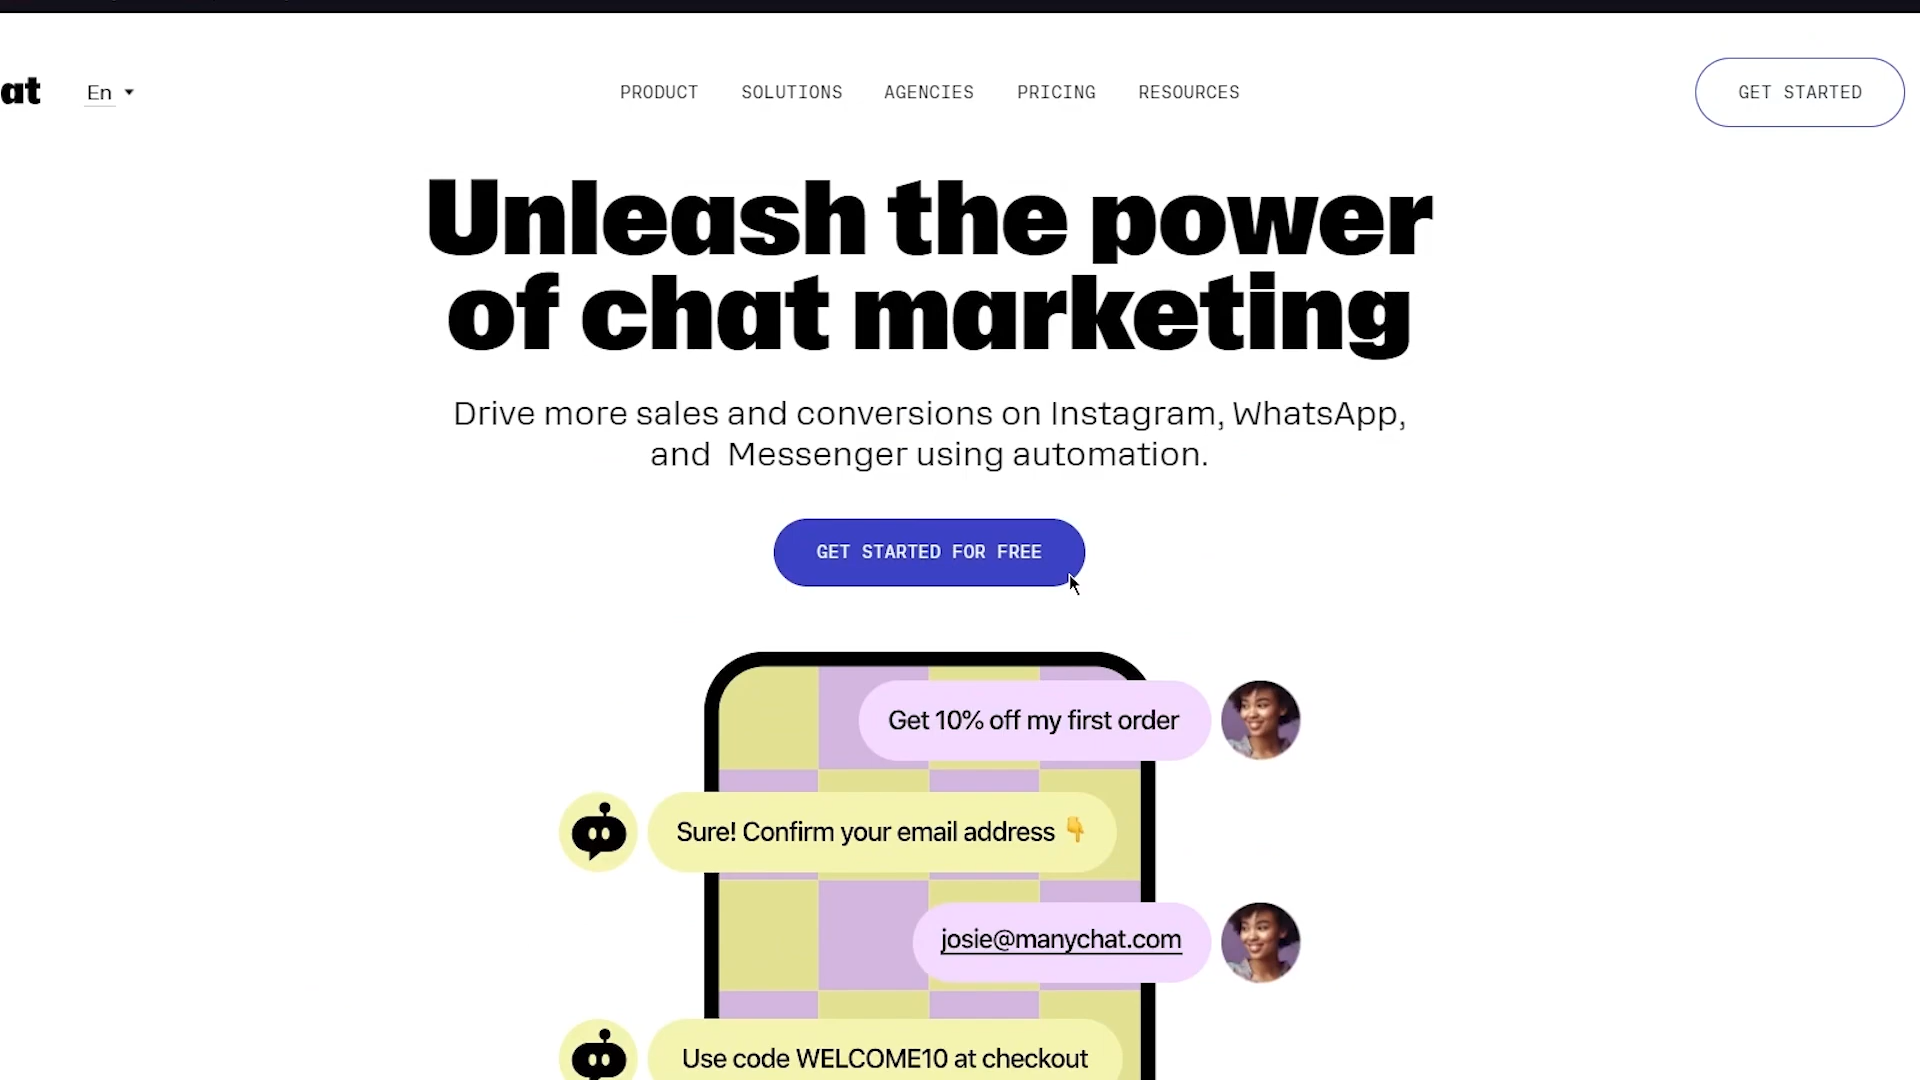 at
En
PRODUCT
SOLUTIONS
AGENCIES
PRICING
RESOURCES
GET STARTED
Unleash the power
of chat marketing
Drive more sales and conversions on Instagram, WhatsApp,
and Messenger using automation.
GET STARTED FOR FREE
Get 10% off my first order
Sure! Confirm your email address 👇
josie@manychat.com
Use code WELCOME10 at checkout